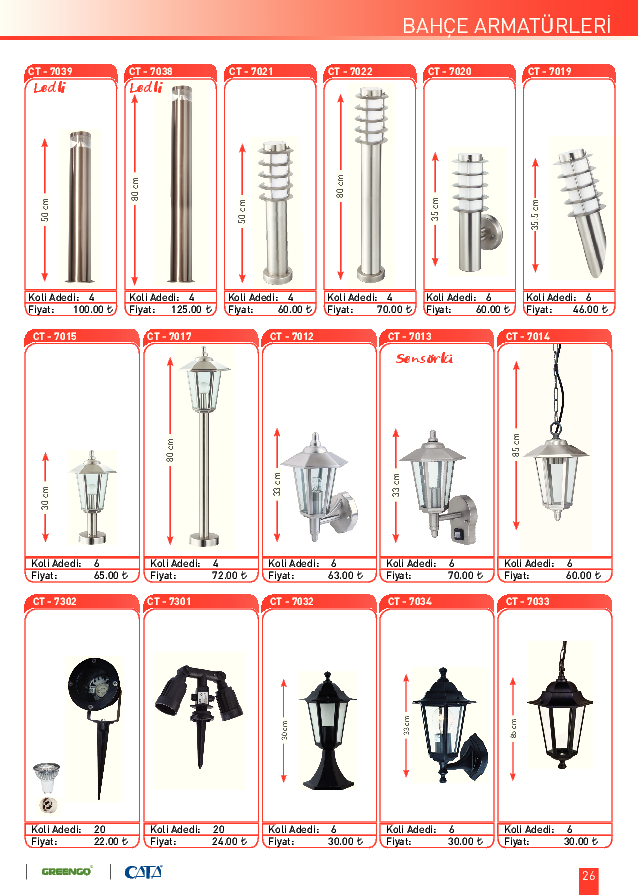 BAHÇE ARMATÜRLERİ
CT - 7039 CT - 7038 CT - 7021 CT - 7022 CT - 7020 CT - 7019
Ledli Ledli
50 cm 80 cm 50 cm 80 cm 35 cm 35.5 cm
Koli Adedi: 4 Koli Adedi: 4 Koli Adedi: 4 Koli Adedi: 4 Koli Adedi: 6 Koli Adedi: 6
Fiyat: 100.00 ₺ Fiyat: 125.00 ₺ Fiyat: 60.00 ₺ Fiyat: 70.00 ₺ Fiyat: 60.00 ₺ Fiyat: 46.00 ₺
CT - 7015 CT - 7017 CT - 7012 CT - 7013 CT - 7014
Sensörlü
30 cm 80 cm 33 cm 33 cm 85 cm
Koli Adedi: 6 Koli Adedi: 4 Koli Adedi: 6 Koli Adedi: 6 Koli Adedi: 6
Fiyat: 65.00 ₺ Fiyat: 72.00 ₺ Fiyat: 63.00 ₺ Fiyat: 70.00 ₺ Fiyat: 60.00 ₺
CT - 7302 CT - 7301 CT - 7032 CT - 7034 CT - 7033
30 cm 33 cm 85 cm
Koli Adedi: 20 Koli Adedi: 20 Koli Adedi: 6 Koli Adedi: 6 Koli Adedi: 6
Fiyat: 22.00 ₺ Fiyat: 24.00 ₺ Fiyat: 30.00 ₺ Fiyat: 30.00 ₺ Fiyat: 30.00 ₺
GREENGO CATA 26